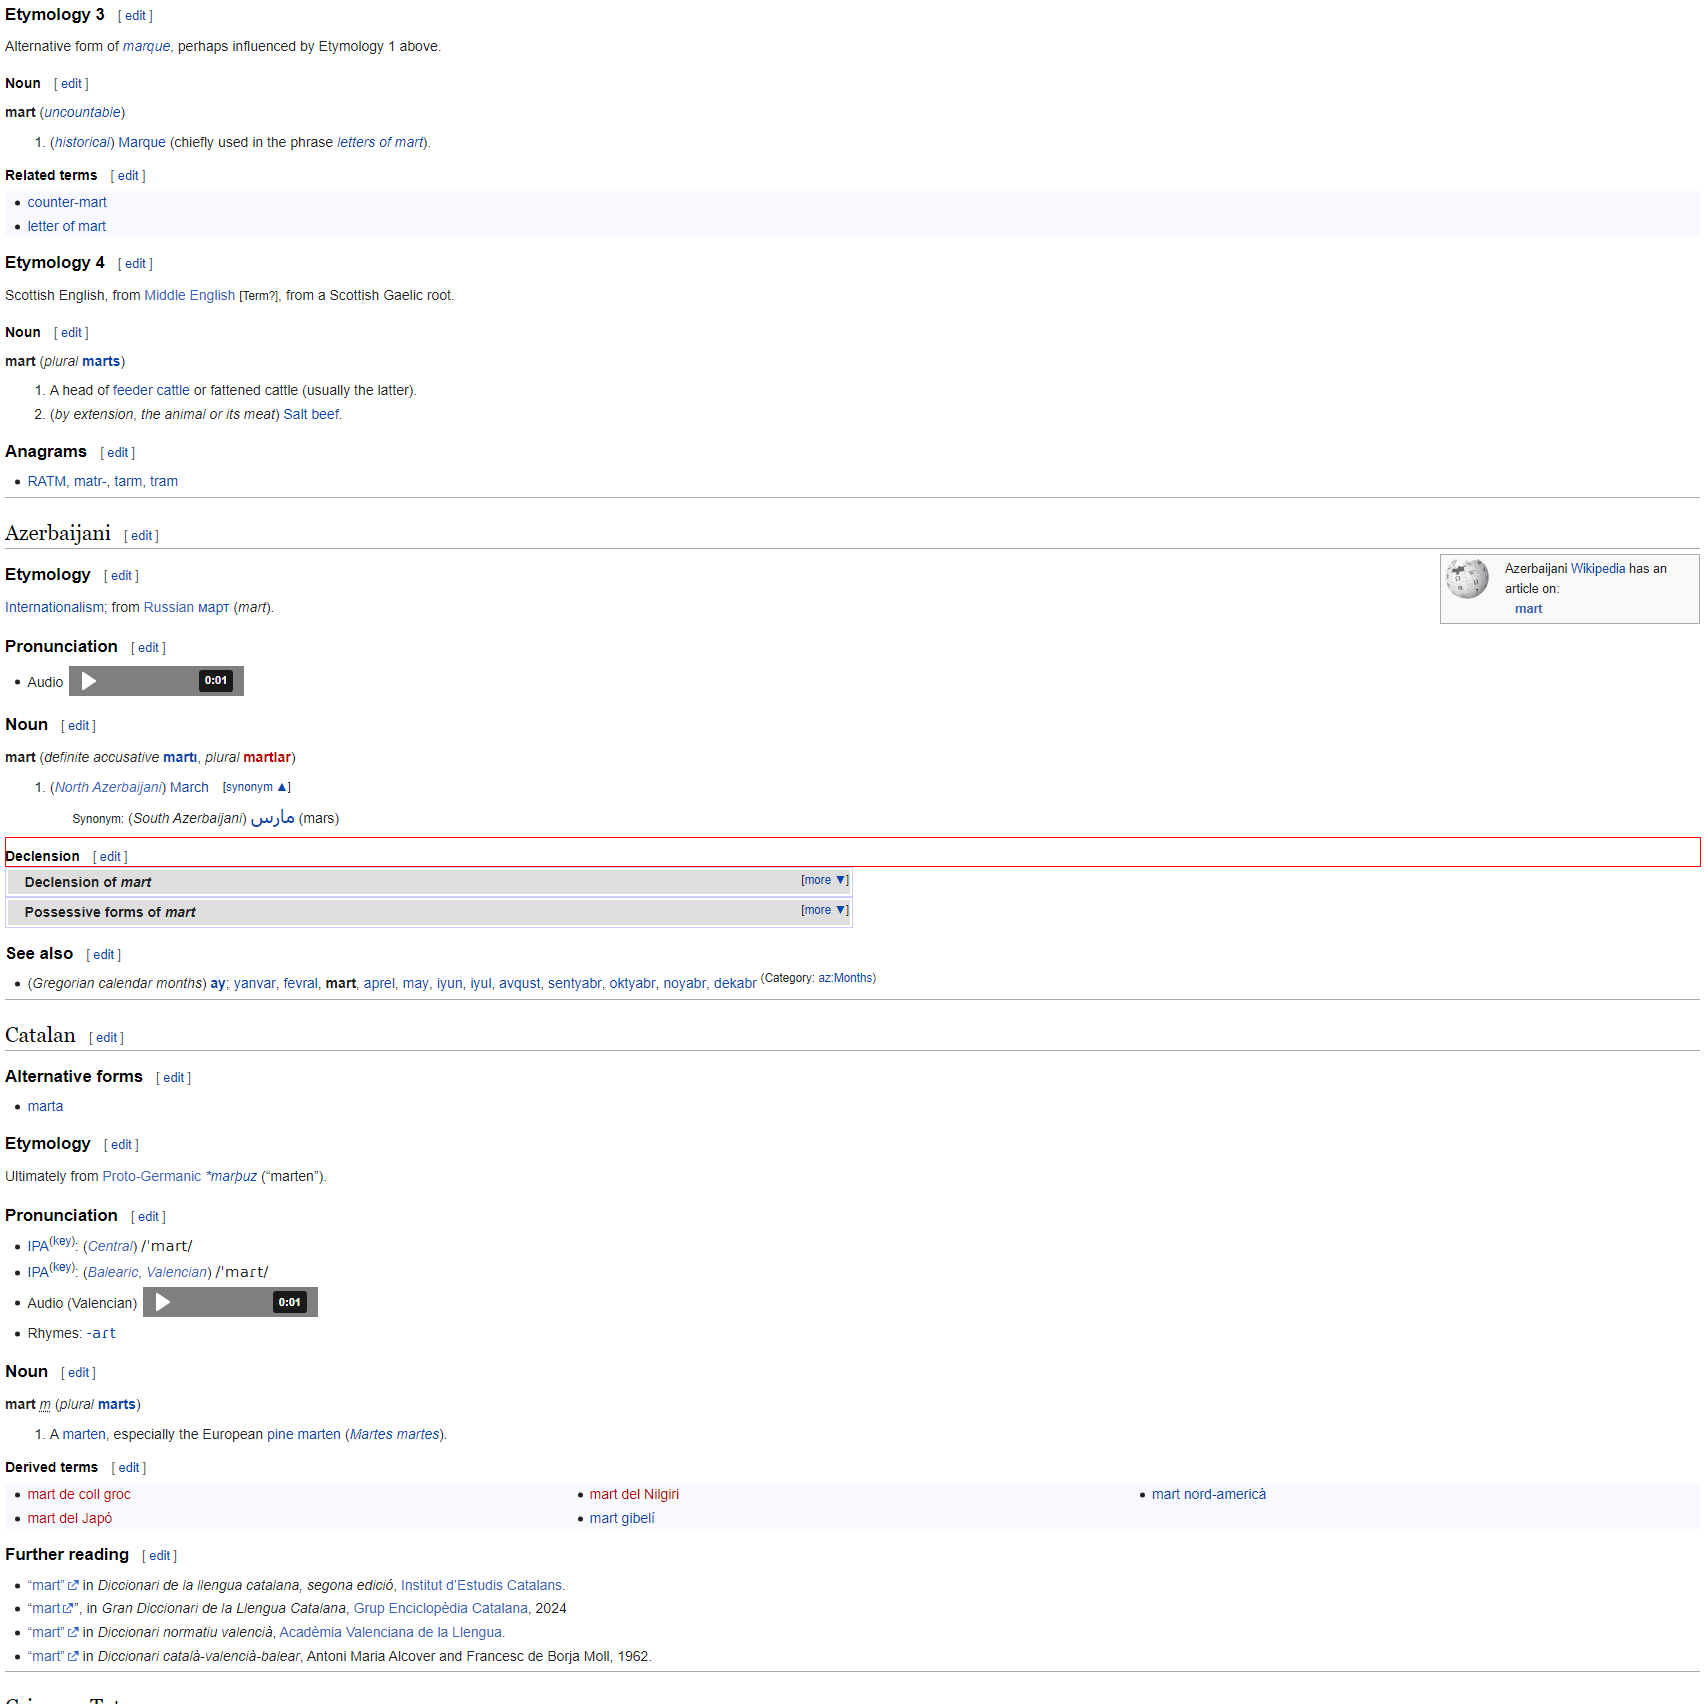 Etymology 3 [ edit ]
Alternative form of marque, perhaps influenced by Etymology 1 above.
Noun [ edit ]
mart (uncountable)
1. (historical) Marque (chiefly used in the phrase letters of mart).
Related terms [ edit ]
• counter-mart
• letter of mart
Etymology 4 [ edit ]
Scottish English, from Middle English [Term?], from a Scottish Gaelic root.
Noun [ edit ]
mart (plural marts)
1. A head of feeder cattle or fattened cattle (usually the latter).
2. (by extension, the animal or its meat) Salt beef.
Anagrams [ edit ]
• RATM, matr-, tarm, tram
Azerbaijani [ edit ]
Azerbaijani Wikipedia has an
article on:
mart
Etymology [ edit ]
Internationalism; from Russian март (mart).
Pronunciation [ edit ]
• Audio 0:01
Noun [ edit ]
mart (definite accusative martı, plural martlar)
1. (North Azerbaijani) March [synonym ▲]
Synonym: (South Azerbaijani) مارس (mars)
Declension [ edit ]
Declension of mart [more ▼]
Possessive forms of mart [more ▼]
See also [ edit ]
• (Gregorian calendar months) ay; yanvar, fevral, mart, aprel, may, iyun, iyul, avqust, sentyabr, oktyabr, noyabr, dekabr (Category: az:Months)
Catalan [ edit ]
Alternative forms [ edit ]
• marta
Etymology [ edit ]
Ultimately from Proto-Germanic *marþuz (“marten”).
Pronunciation [ edit ]
• IPA(key): (Central) /ˈmart/
• IPA(key): (Balearic, Valencian) /ˈmaɾt/
• Audio (Valencian) 0:01
• Rhymes: -aɾt
Noun [ edit ]
mart m (plural marts)
1. A marten, especially the European pine marten (Martes martes).
Derived terms [ edit ]
• mart de coll groc
• mart del Japó
• mart del Nilgiri
• mart gibelí
• mart nord-americà
Further reading [ edit ]
• “mart” in Diccionari de la llengua catalana, segona edició, Institut d’Estudis Catalans.
• “mart”, in Gran Diccionari de la Llengua Catalana, Grup Enciclopèdia Catalana, 2024
• “mart” in Diccionari normatiu valencià, Acadèmia Valenciana de la Llengua.
• “mart” in Diccionari català-valencià-balear, Antoni Maria Alcover and Francesc de Borja Moll, 1962.